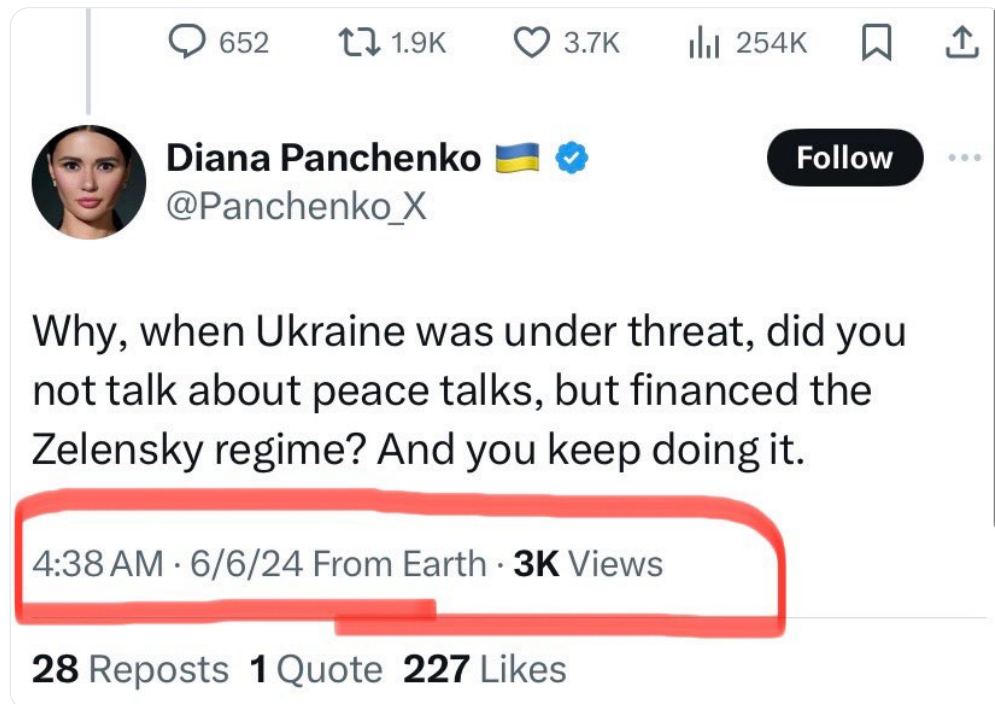 652 1.9K 3.7K 254K
Diana Panchenko 🇺🇦
Follow
@Panchenko_X
Why, when Ukraine was under threat, did you
not talk about peace talks, but financed the
Zelensky regime? And you keep doing it.
4:38 AM · 6/6/24 From Earth · 3K Views
28 Reposts 1 Quote 227 Likes